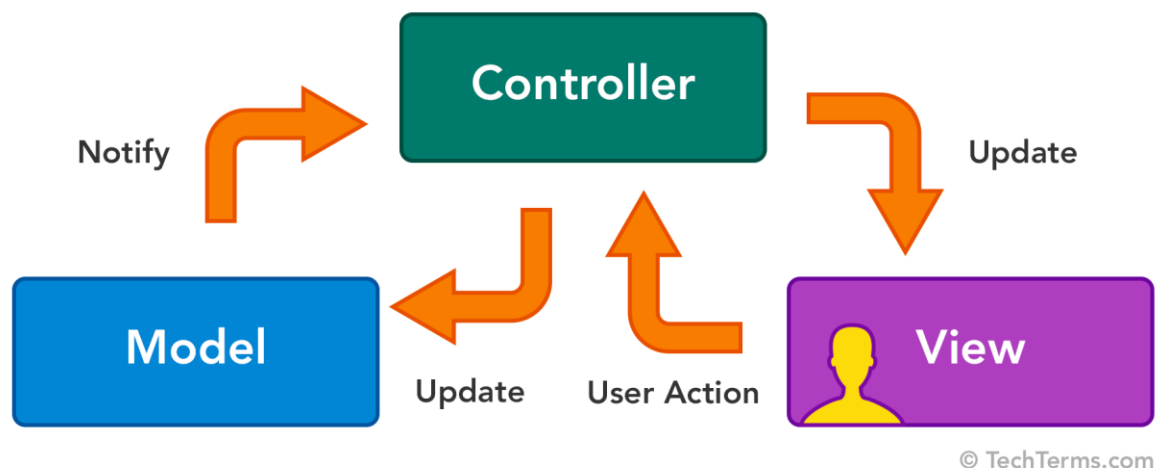 Controller
Notify
Update
Model
View
Update
User Action
© TechTerms.com